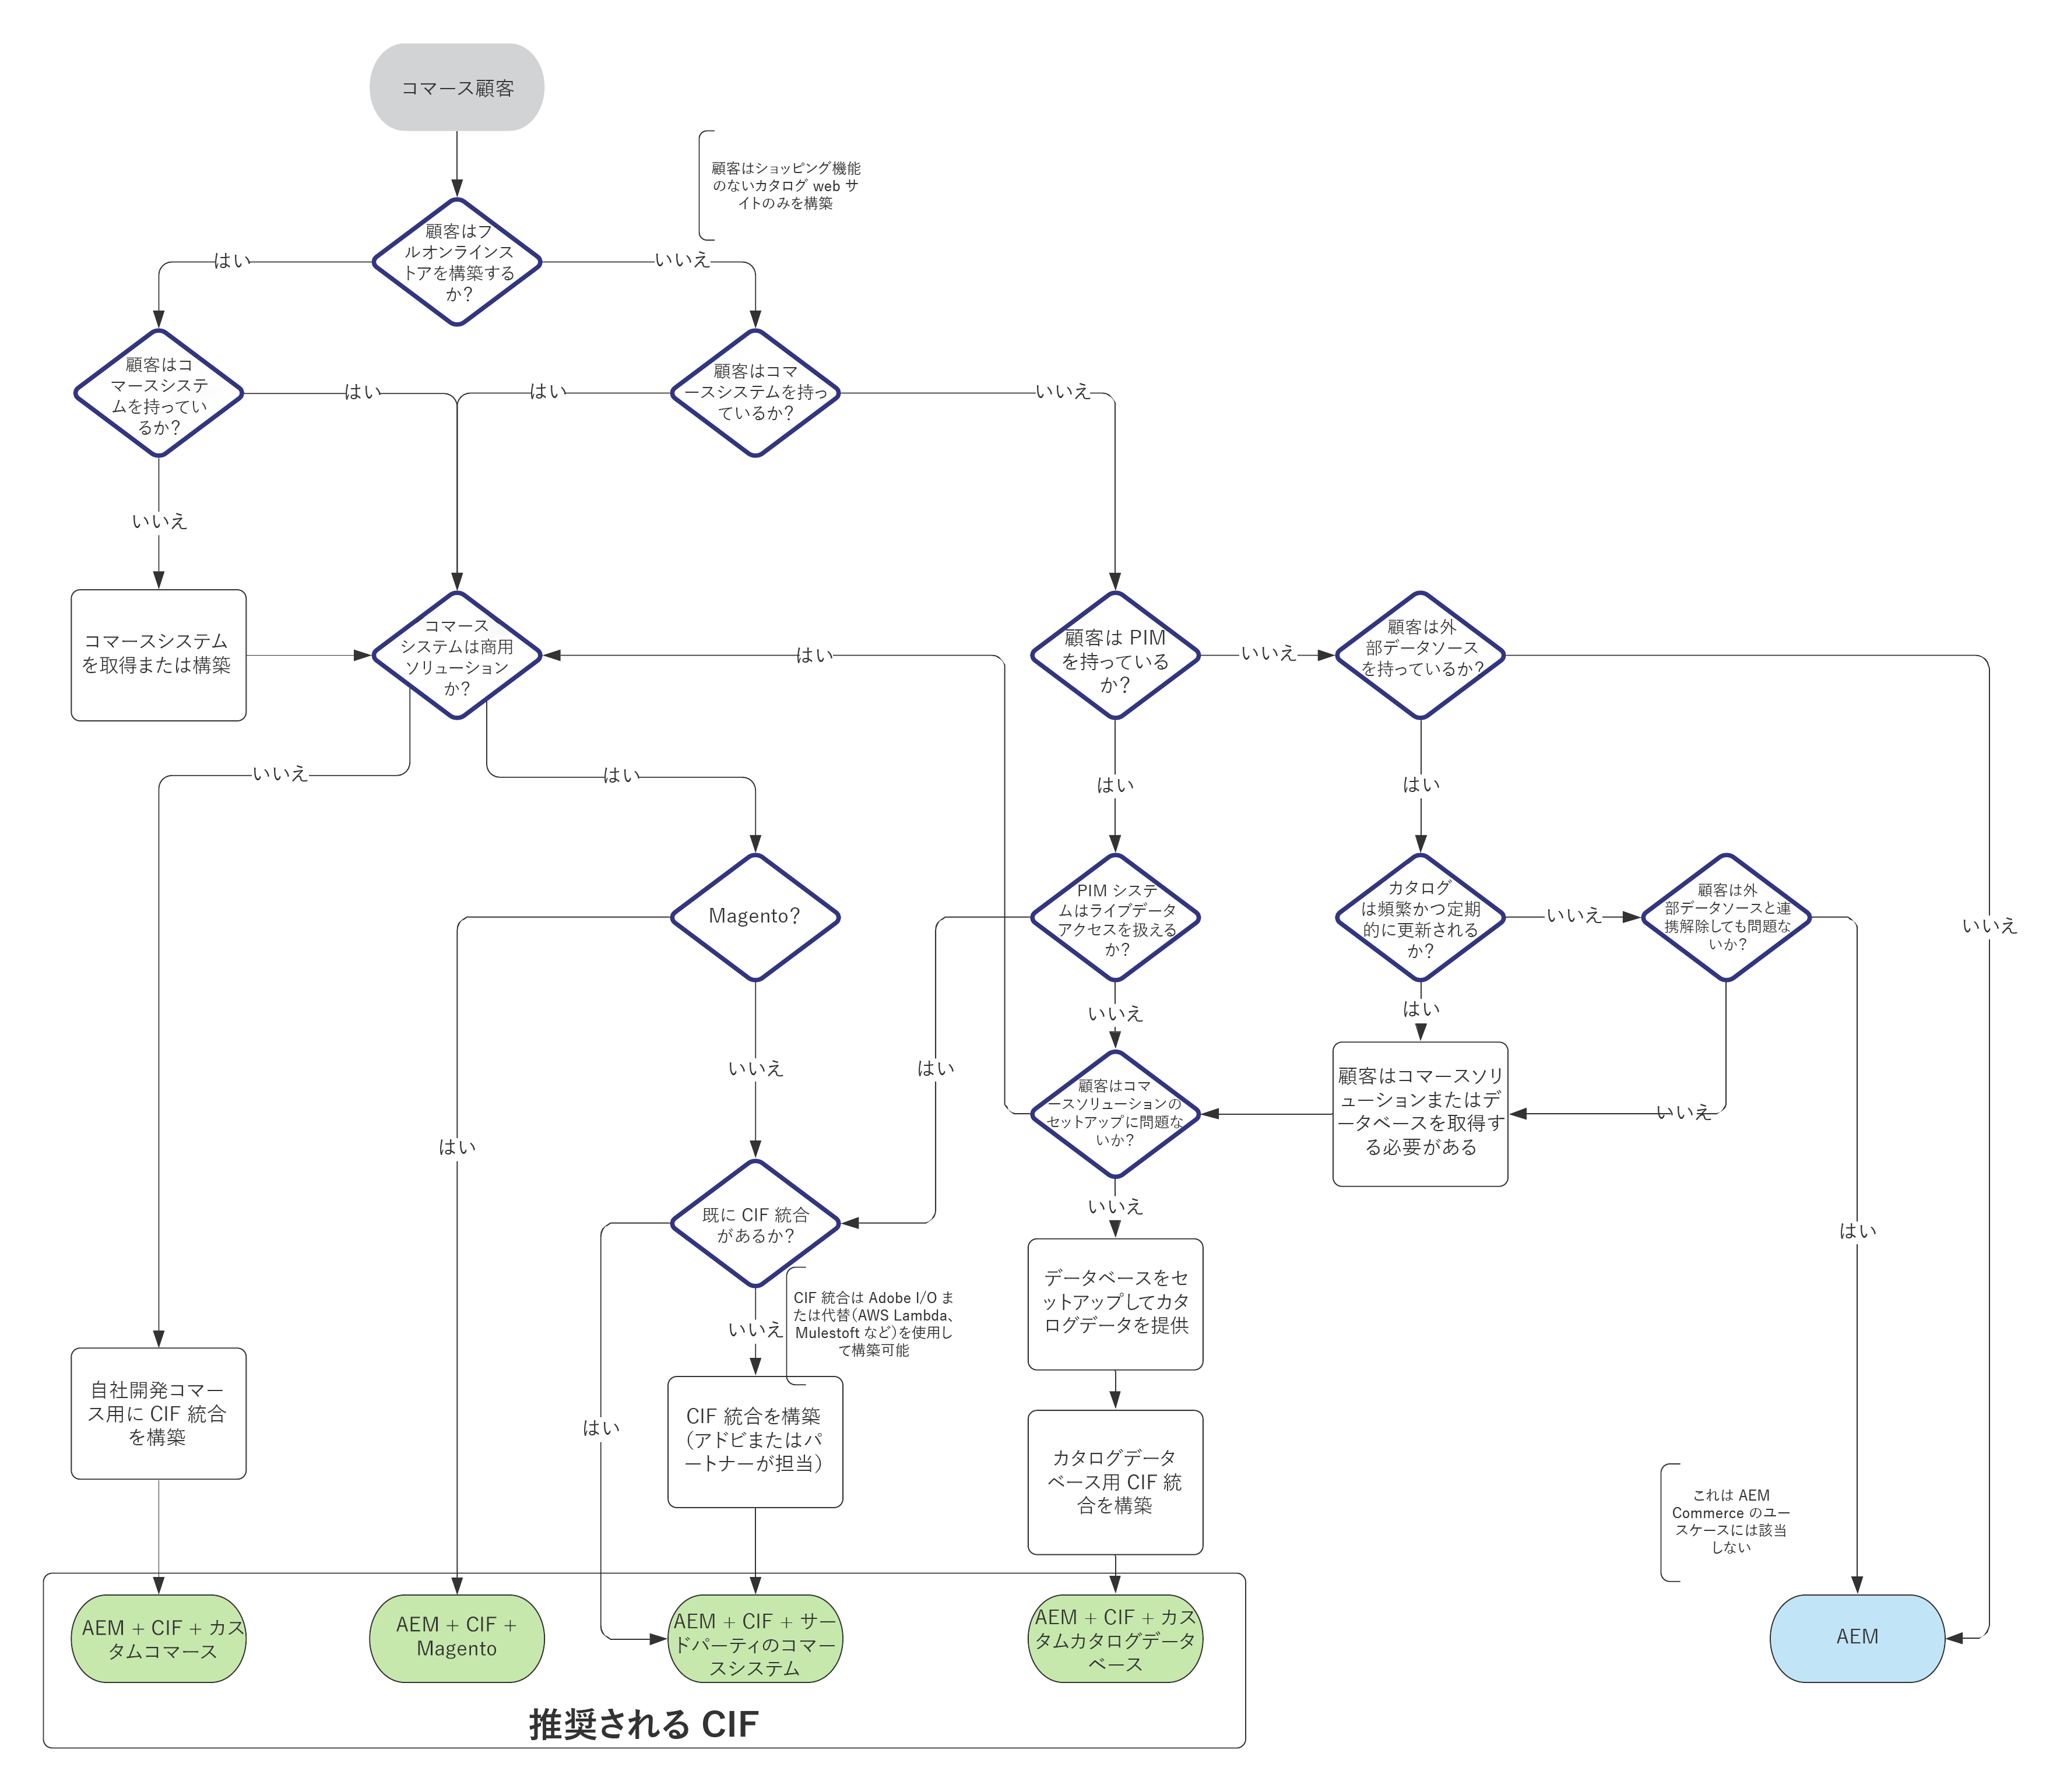 コマース顧客
顧客はショッピング機能
のないカタログ web サ
イトのみを構築
顧客はフ
ルオンラインス
トアを構築する
か?
はい
いいえ
顧客はコ
マースシステ
ムを持ってい
るか?
はい
はい
顧客はコマ
ースシステムを持っ
ているか?
いいえ
いいえ
コマースシステム
を取得または構築
コマース
システムは商用
ソリューション
か?
はい
顧客は PIM
を持っている
か?
いいえ
顧客は外
部データソース
を持っているか?
いいえ
はい
はい
はい
Magento?
PIM システ
ムはライブデータ
アクセスを扱える
か?
カタログ
は頻繁かつ定期
的に更新される
か?
いいえ
顧客は外
部データソースと連
携解除しても問題な
いか?
いいえ
いいえ
はい
いいえ
はい
はい
顧客はコマ
ースソリューションの
セットアップに問題な
いか?
顧客はコマースソリ
ューションまたはデ
ータベースを取得す
る必要がある
いいえ
はい
いいえ
はい
既に CIF 統合
があるか?
データベースをセ
ットアップしてカタ
ログデータを提供
CIF 統合は Adobe I/O ま
たは代替(AWS Lambda、
Mulestoft など)を使用し
て構築可能
いいえ
自社開発コマー
ス用に CIF 統合
を構築
はい
CIF 統合を構築
(アドビまたはパ
ートナーが担当)
カタログデータ
ベース用 CIF 統
合を構築
これは AEM
Commerce のユー
スケースには該当
しない
AEM + CIF + カス
タムコマース
AEM + CIF +
Magento
AEM + CIF + サー
ドパーティのコマー
スシステム
AEM + CIF + カス
タムカタログデータ
ベース
AEM
推奨される CIF